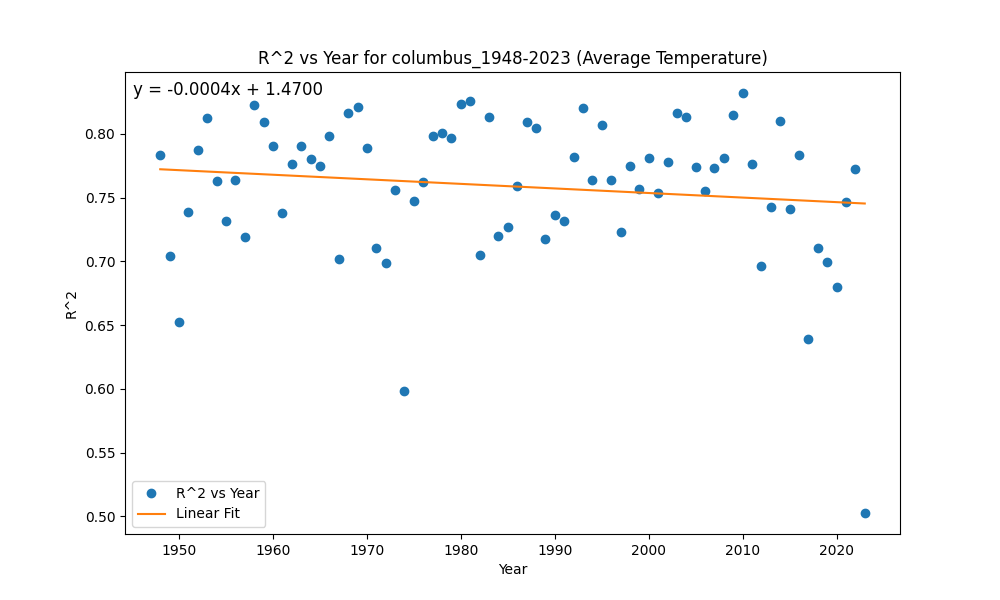 R^2 vs Year for columbus_1948-2023 (Average Temperature)
y = -0.0004x + 1.4700
0.80
0.75
0.70
0.65
0.60
0.55
0.50
R^2
R^2 vs Year
Linear Fit
1950 1960 1970 1980 1990 2000 2010 2020
Year